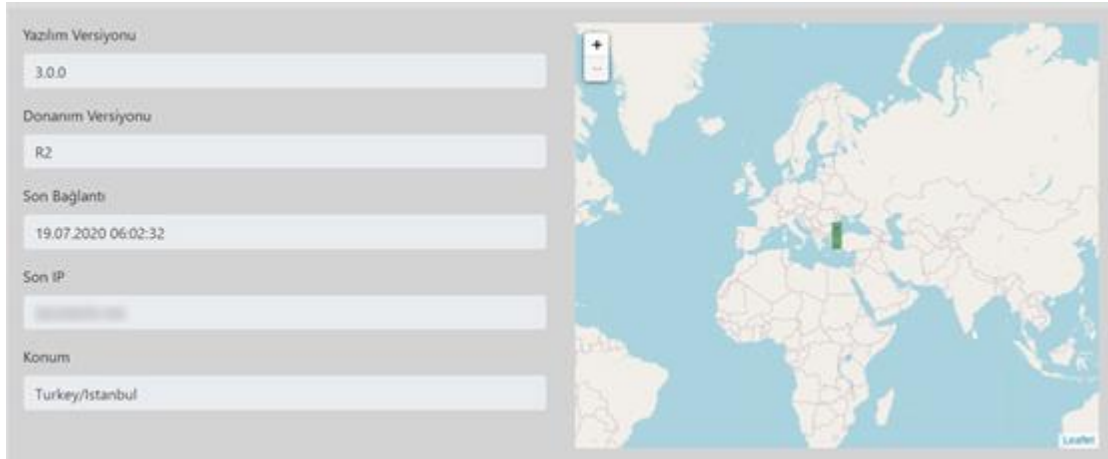 Yazılım Versiyonu
3.0.0
Donanım Versiyonu
R2
Son Bağlantı
19.07.2020 06:02:32
Son IP
Konum
Turkey/Istanbul
+
-
Leaflet